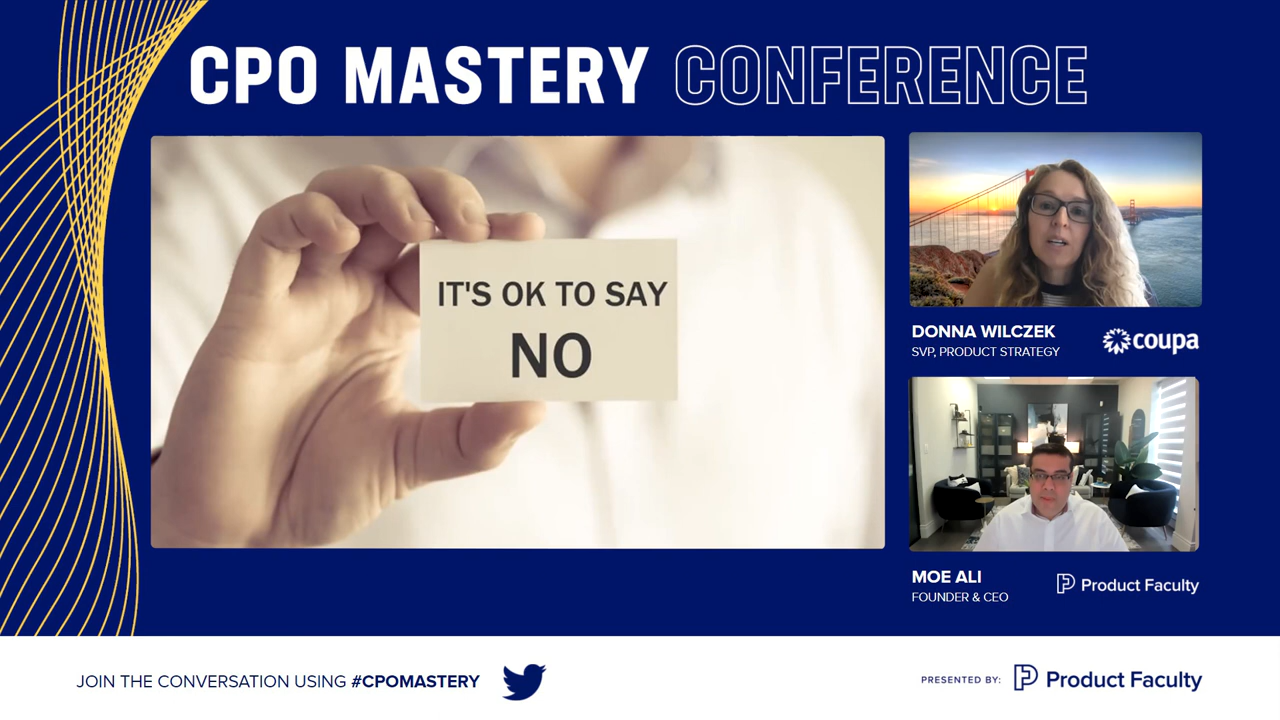 CPO MASTERY CONFERENCE
IT'S OK TO SAY
NO
DONNA WILCZEK
SVP, PRODUCT STRATEGY
coupa
MOE ALI
FOUNDER & CEO
Product Faculty
JOIN THE CONVERSATION USING #CPOMASTERY
PRESENTED BY:
Product Faculty